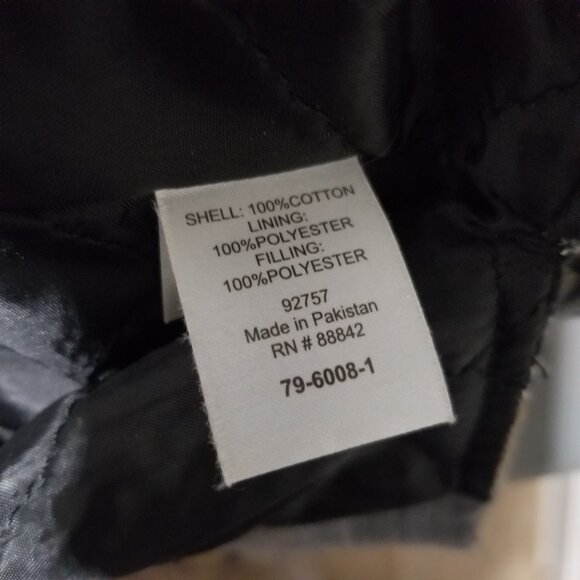 SHELL: 100%COTTON
LINING:
100%POLYESTER
FILLING:
100%POLYESTER
92757
Made in Pakistan
RN # 88842
79-6008-1